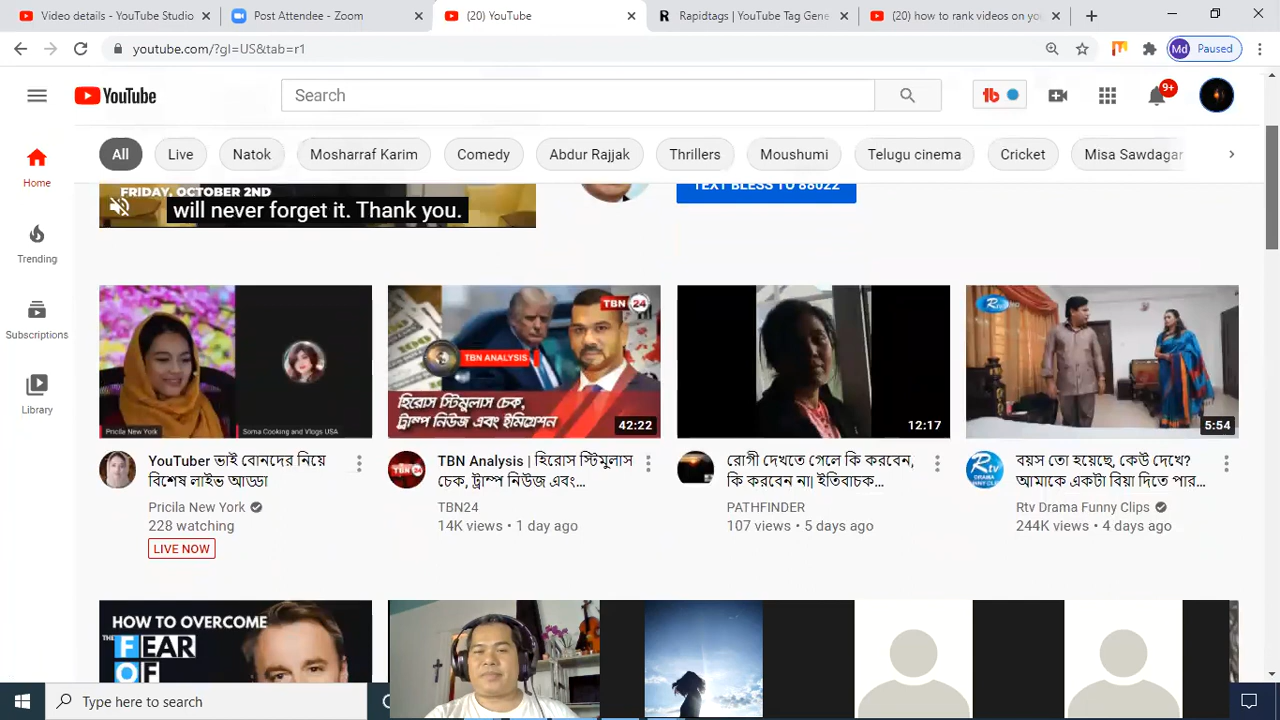 Video details - YouTube Studi
Post Attendee - Zoom
(20) YouTube
Rapidtags | YouTube Tag Gene
(20) how to rank videos on yo
youtube.com/?gl=US&tab=r1
Md Paused
YouTube
Search
9+
All
Live
Natok
Mosharraf Karim
Comedy
Abdur Rajjak
Thrillers
Moushumi
Telugu cinema
Cricket
Misa Sawdagar
Home
Trending
Subscriptions
Library
FRIDAY, OCTOBER 2ND
will never forget it. Thank you.
TEXT BLESS TO 88022
Pricila New York
Soma Cooking and Vlogs USA
TBN 24
TBN ANALYSIS
হিরোস স্টিমুলাস চেক,
ট্রাম্প নিউজ এবং ইমিগ্রেশন
42:22
12:17
Rtv
5:54
YouTuber ভাই বোনদের নিয়ে
বিশেষ লাইভ আড্ডা
Pricila New York
228 watching
LIVE NOW
TBN24
TBN Analysis | হিরোস স্টিমুলাস
চেক, ট্রাম্প নিউজ এবং...
TBN24
14K views • 1 day ago
রোগী দেখতে গেলে কি করবেন,
কি করবেন না| ইতিবাচক...
PATHFINDER
107 views • 5 days ago
Rtv
বয়স তো হয়েছে, কেউ দেখে?
আমাকে একটা বিয়া দিতে পার...
Rtv Drama Funny Clips
244K views • 4 days ago
HOW TO OVERCOME
THE FEAR
OF
Type here to search